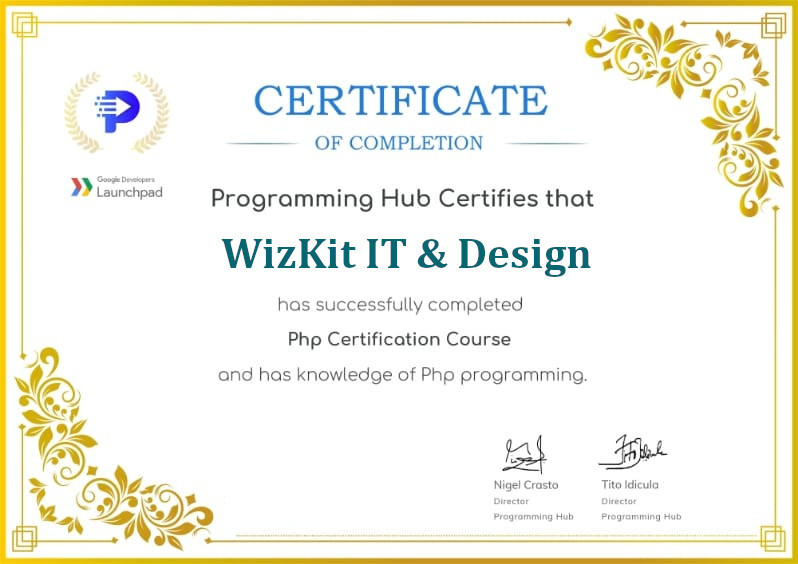 CERTIFICATE
OF COMPLETION
Google Developers
Launchpad
Programming Hub Certifies that
WizKit IT & Design
has successfully completed
Php Certification Course
and has knowledge of Php programming.
Nigel Crasto
Director
Programming Hub
Tito Idicula
Director
Programming Hub